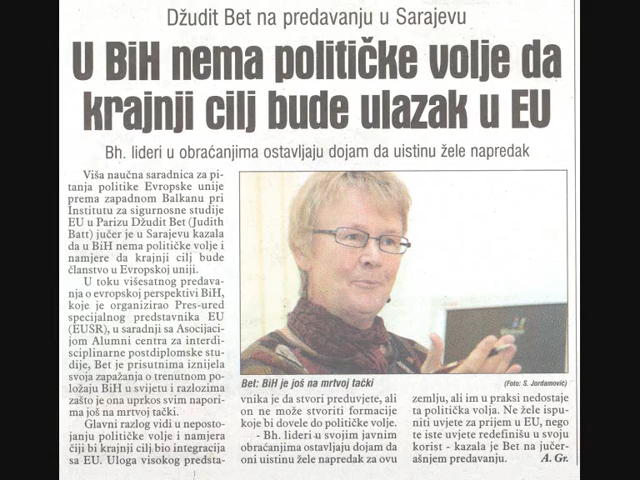 Džudit Bet na predavanju u Sarajevu
U BiH nema političke volje da
krajnji cilj bude ulazak u EU
Bh. lideri u obraćanjima ostavljaju dojam da uistinu žele napredak
Viša naučna saradnica za pi-
tanja politike Evropske unije
prema zapadnom Balkanu pri
Institutu za sigurnosne studije
EU u Parizu Džudit Bet (Judith
Batt) jučer je u Sarajevu kazala
da u BiH nema političke volje i
namjere da krajnji cilj bude
članstvo u Evropskoj uniji.
U toku višesatnog predava-
nja o evropskoj perspektivi BiH,
koje je organizirao Pres-ured
specijalnog predstavnika EU
(EUSR), u saradnji sa Asocijaci-
jom Alumni centra za interdi-
sciplinarne postdiplomske stu-
dije, Bet je prisutnima iznijela
svoja zapažanja o trenutnom po-
ložaju BiH u svijetu i razlozima
zašto je ona uprkos svim napori-
ma još na mrtvoj tački.
Glavni razlog vidi u neposto-
janju političke volje i namjera
čiji bi krajnji cilj bio integracija
sa EU. Uloga visokog predsta-
Bet: BiH je još na mrtvoj tački
(Foto: S. Jordamović)
vnika je da stvori preduvjete, ali
on ne može stvoriti formacije
koje bi dovele do političke volje.
- Bh. lideri u svojim javnim
obraćanjima ostavljaju dojam da
oni uistinu žele napredak za ovu
zemlju, ali im u praksi nedostaje
ta politička volja. Ne žele ispu-
niti uvjete za prijem u EU, nego
te iste uvjete redefinišu u svoju
korist - kazala je Bet na juče-
rašnjem predavanju. A. Gr.